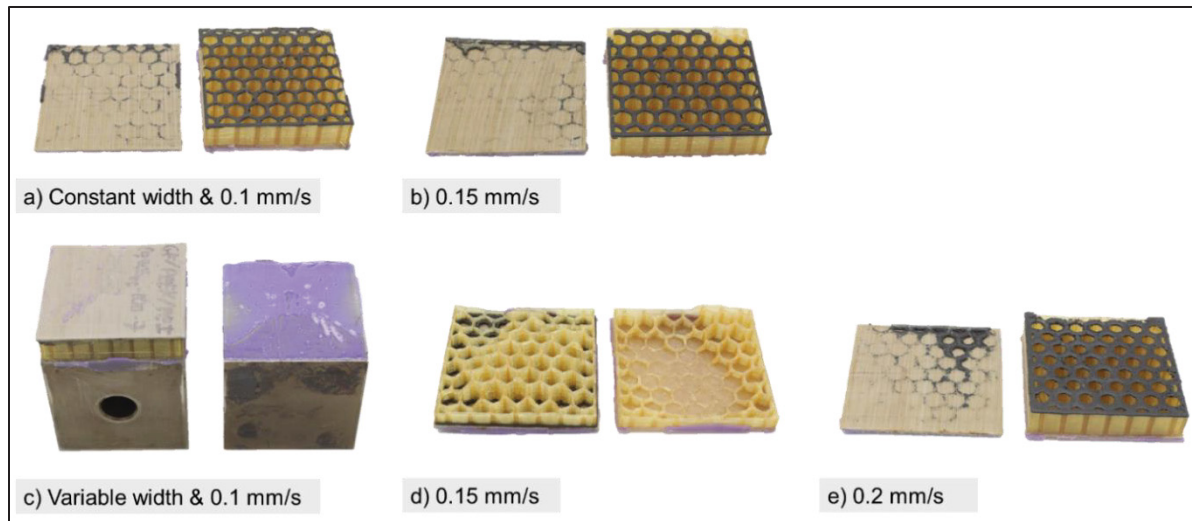 a) Constant width & 0.1 mm/s
b) 0.15 mm/s
c) Variable width & 0.1 mm/s
d) 0.15 mm/s
e) 0.2 mm/s